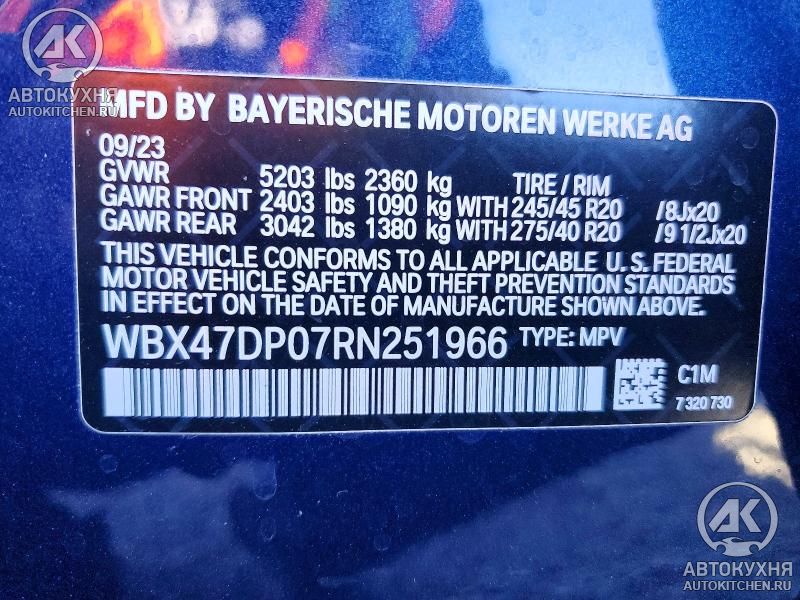 AK
АВТОКУХНЯ
AUTOKITCHEN.RU
MFD BY BAYERISCHE MOTOREN WERKE AG
09/23
GVWR 5203 lbs 2360 kg TIRE / RIM
GAWR FRONT 2403 lbs 1090 kg WITH 245/45 R20 /8Jx20
GAWR REAR 3042 lbs 1380 kg WITH 275/40 R20 /9 1/2Jx20
THIS VEHICLE CONFORMS TO ALL APPLICABLE U. S. FEDERAL
MOTOR VEHICLE SAFETY AND THEFT PREVENTION STANDARDS
IN EFFECT ON THE DATE OF MANUFACTURE SHOWN ABOVE.
WBX47DP07RN251966 TYPE: MPV
C1M
7 320 730
AK
АВТОКУХНЯ
AUTOKITCHEN.RU